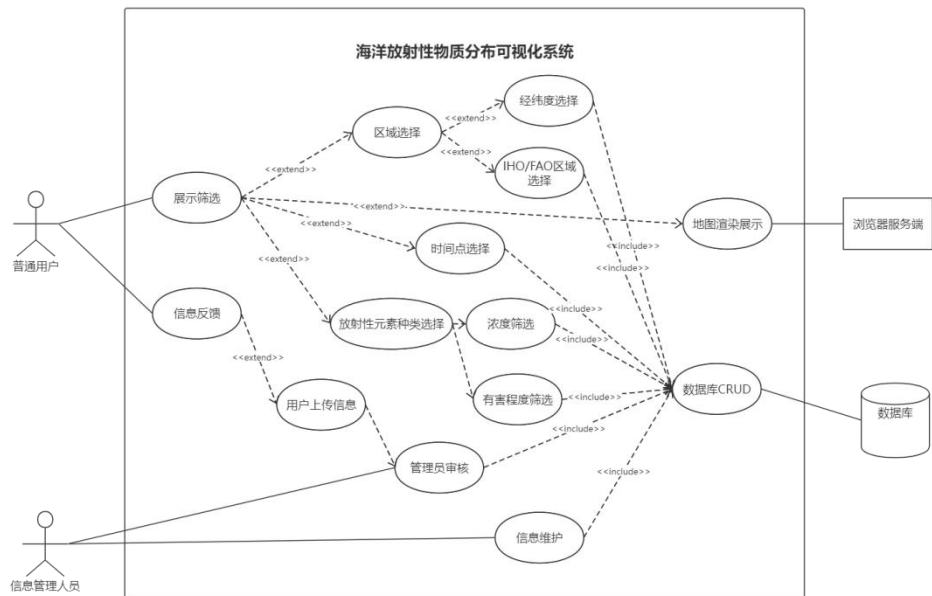 海洋放射性物质分布可视化系统
经纬度选择
<<extend>>
区域选择
<<extend>>
IHO/FAO区域
选择
<<extend>>
展示筛选
<<extend>>
地图渲染展示
浏览器服务端
<<extend>>
时间点选择
<<include>>
普通用户
<<extend>>
<<include>>
信息反馈
放射性元素种类选择
浓度筛选
<<include>>
<<include>>
<<extend>>
用户上传信息
有害程度筛选
<<include>>
数据库CRUD
数据库
<<include>>
管理员审核
<<include>>
信息维护
信息管理人员